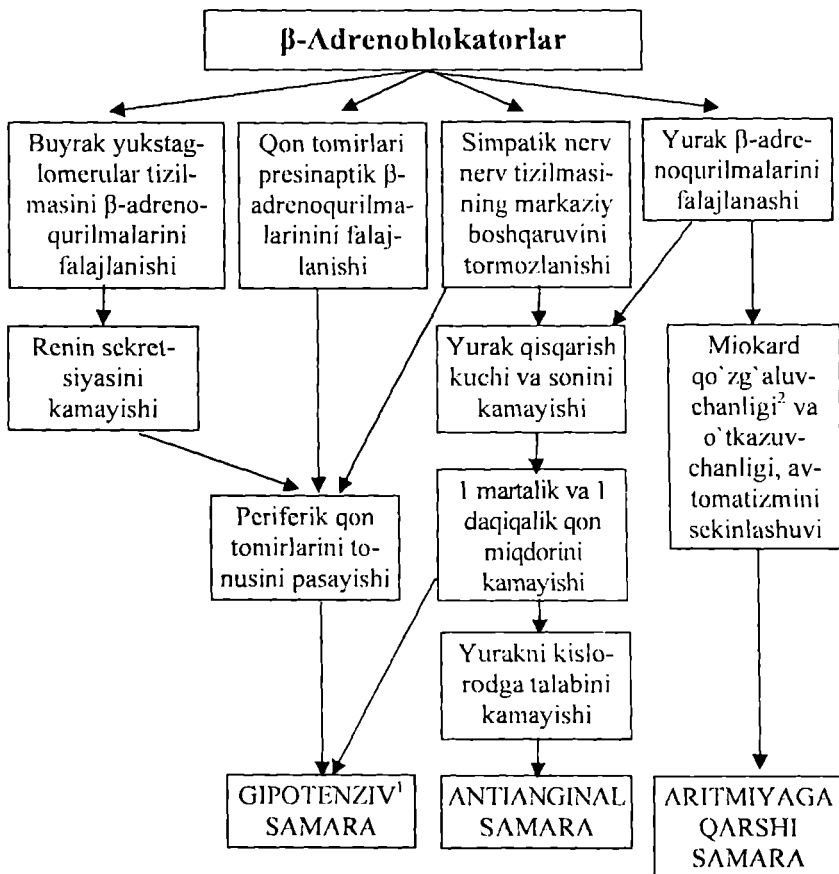 β-Adrenoblokatorlar
Buyrak yukstag-
lomerular tizil-
masini β-adreno-
qurilmalarini
falajlanishi
Qon tomirlari
presinaptik β-
adrenoqurilma-
larinini falaj-
lanishi
Simpatik nerv
nerv tizilmasi-
ning markaziy
boshqaruvini
tormozlanishi
Yurak β-adre-
noqurilmalarini
falajlanashi
Renin sekret-
siyasini
kamayishi
Yurak qisqarish
kuchi va sonini
kamayishi
Miokard
qo`zg`aluv-
chanligi² va
o`tkazuv-
chanligi, av-
tomatizmini
sekinlashuvi
Periferik qon
tomirlarini to-
nusini pasayishi
1 martalik va 1
daqiqalik qon
miqdorini
kamayishi
Yurakni kislo-
rodga talabini
kamayishi
GIPOTENZIV¹
SAMARA
ANTIANGINAL
SAMARA
ARITMIYAGA
QARSHI
SAMARA